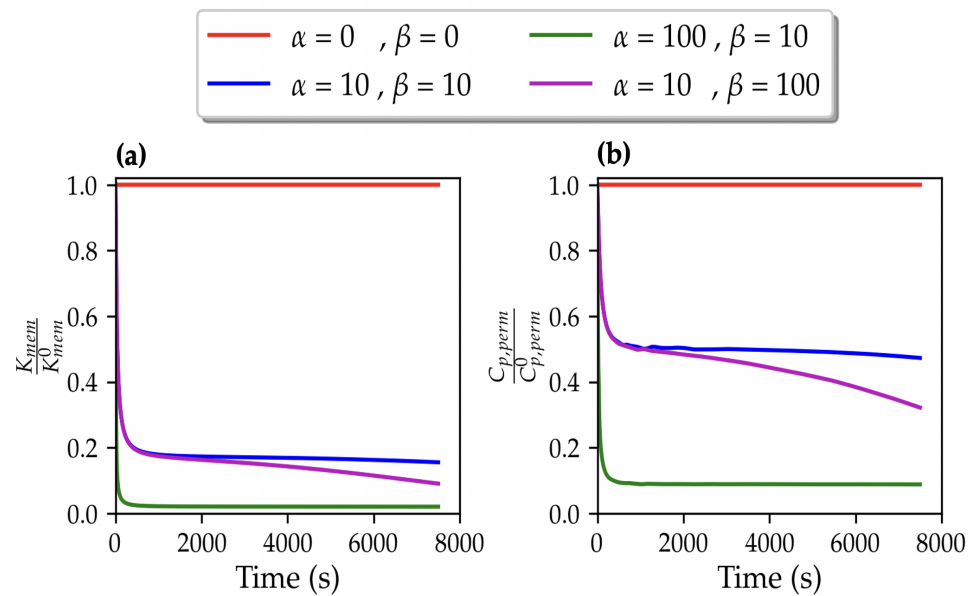 α = 0 , β = 0
α = 100 , β = 10
α = 10 , β = 10
α = 10 , β = 100
(a)
K_mem / K^0_mem
1.0
0.8
0.6
0.4
0.2
0.0
0 2000 4000 6000 8000
Time (s)
(b)
C_p,perm / C^0_p,perm
1.0
0.8
0.6
0.4
0.2
0.0
0 2000 4000 6000 8000
Time (s)